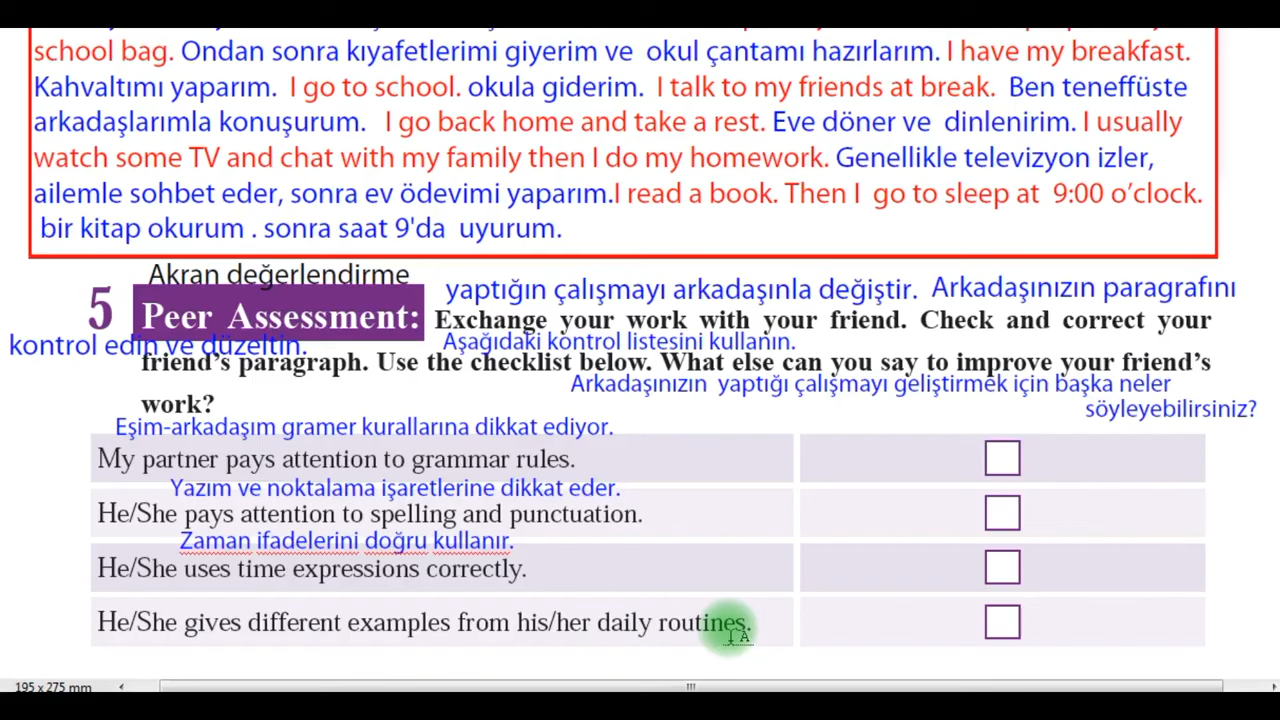 school bag. Ondan sonra kıyafetlerimi giyerim ve okul çantamı hazırlarım. I have my breakfast.
Kahvaltımı yaparım. I go to school. okula giderim. I talk to my friends at break. Ben teneffüste
arkadaşlarımla konuşurum. I go back home and take a rest. Eve döner ve dinlenirim. I usually
watch some TV and chat with my family then I do my homework. Genellikle televizyon izler,
ailemle sohbet eder, sonra ev ödevimi yaparım.I read a book. Then I go to sleep at 9:00 o’clock.
bir kitap okurum . sonra saat 9'da uyurum.
Akran değerlendirme
yaptığın çalışmayı arkadaşınla değiştir. Arkadaşınızın paragrafını
5 Peer Assessment: Exchange your work with your friend. Check and correct your
kontrol edin ve düzeltin. Aşağıdaki kontrol listesini kullanın.
friend’s paragraph. Use the checklist below. What else can you say to improve your friend’s
Arkadaşınızın yaptığı çalışmayı geliştirmek için başka neler
work? söyleyebilirsiniz?
Eşim-arkadaşım gramer kurallarına dikkat ediyor.
My partner pays attention to grammar rules.
Yazım ve noktalama işaretlerine dikkat eder.
He/She pays attention to spelling and punctuation.
Zaman ifadelerini doğru kullanır.
He/She uses time expressions correctly.
He/She gives different examples from his/her daily routines.
A
195 x 275 mm